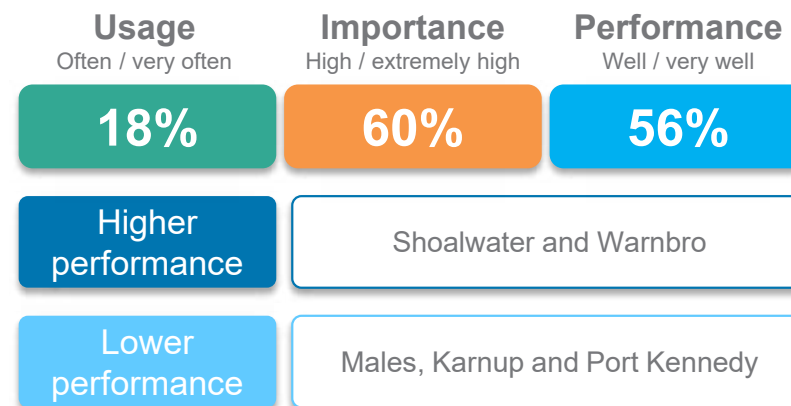 Usage
Often / very often
Importance
High / extremely high
Performance
Well / very well
18%
60%
56%
Higher
performance
Shoalwater and Warnbro
Lower
performance
Males, Karnup and Port Kennedy